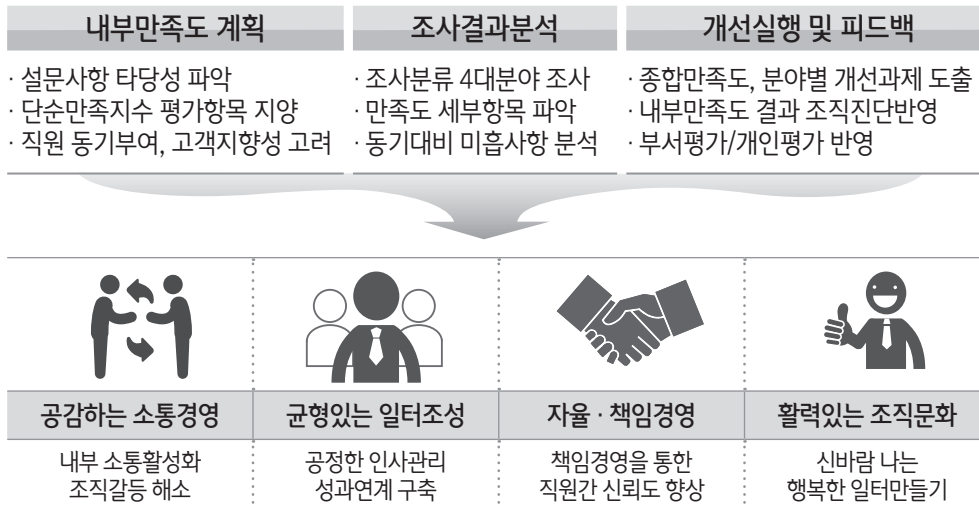 내부만족도 계획
· 설문사항 타당성 파악
· 단순만족지수 평가항목 지양
· 직원 동기부여, 고객지향성 고려
조사결과분석
· 조사분류 4대분야 조사
· 만족도 세부항목 파악
· 동기대비 미흡사항 분석
개선실행 및 피드백
· 종합만족도, 분야별 개선과제 도출
· 내부만족도 결과 조직진단반영
· 부서평가/개인평가 반영
공감하는 소통경영
내부 소통활성화
조직갈등 해소
균형있는 일터조성
공정한 인사관리
성과연계 구축
자율 · 책임경영
책임경영을 통한
직원간 신뢰도 향상
활력있는 조직문화
신바람 나는
행복한 일터만들기